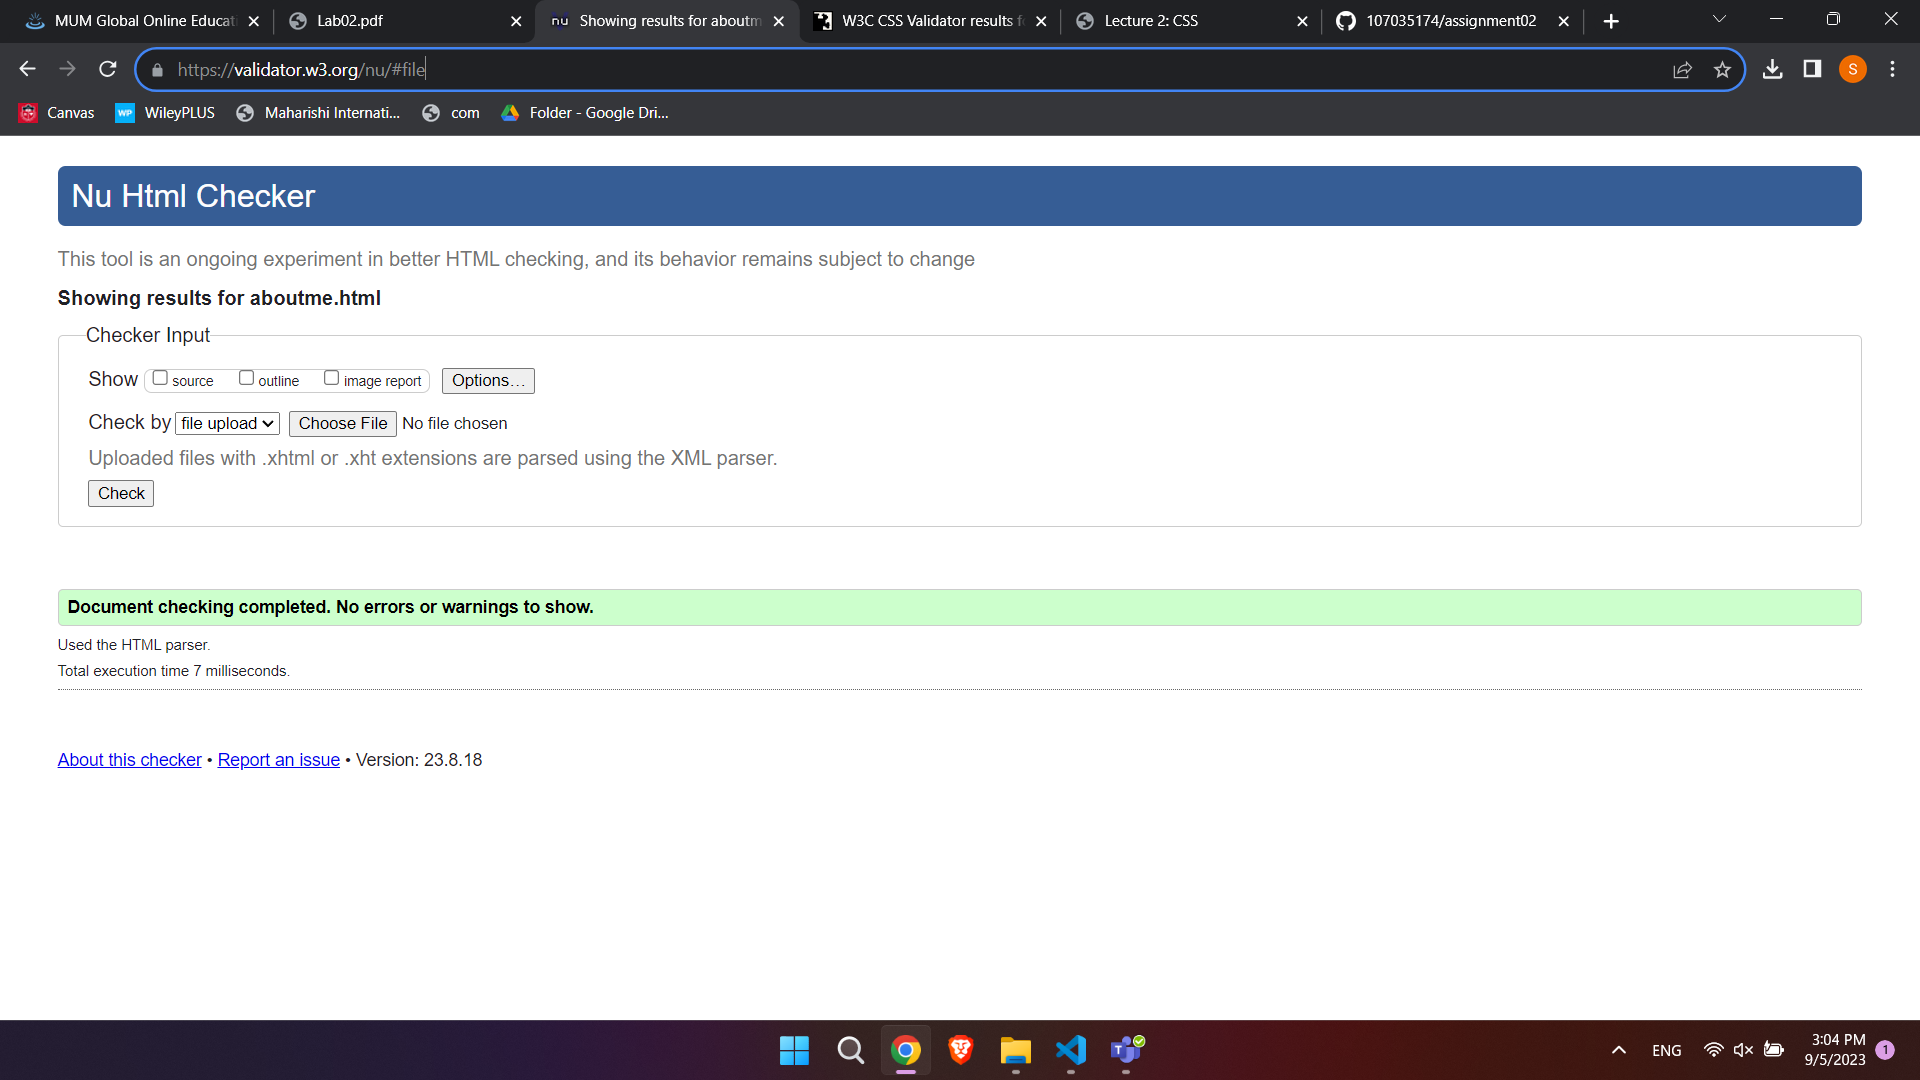 MUM Global Online Educat
Lab02.pdf
nu
Showing results for aboutm
W3C CSS Validator results f
Lecture 2: CSS
107035174/assignment02
https://validator.w3.org/nu/#file
S
Canvas
WP WileyPLUS
Maharishi Internati...
com
Folder - Google Dri...
Nu Html Checker
This tool is an ongoing experiment in better HTML checking, and its behavior remains subject to change
Showing results for aboutme.html
Checker Input
Show source outline image report Options...
Check by file upload Choose File No file chosen
Uploaded files with .xhtml or .xht extensions are parsed using the XML parser.
Check
Document checking completed. No errors or warnings to show.
Used the HTML parser.
Total execution time 7 milliseconds.
About this checker • Report an issue • Version: 23.8.18
T
ENG
3:04 PM
9/5/2023
1